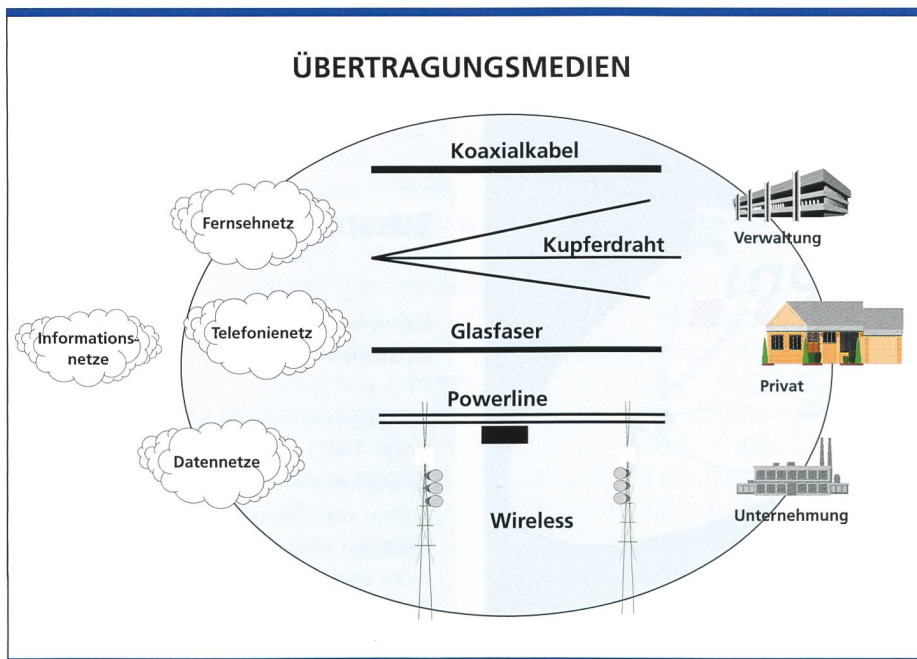 ÜBERTRAGUNGSMEDIEN
Koaxialkabel
Fernsehnetz
Verwaltung
Kupferdraht
Informations-
netze
Telefonienetz
Glasfaser
Privat
Powerline
Datennetze
Wireless
Unternehmung